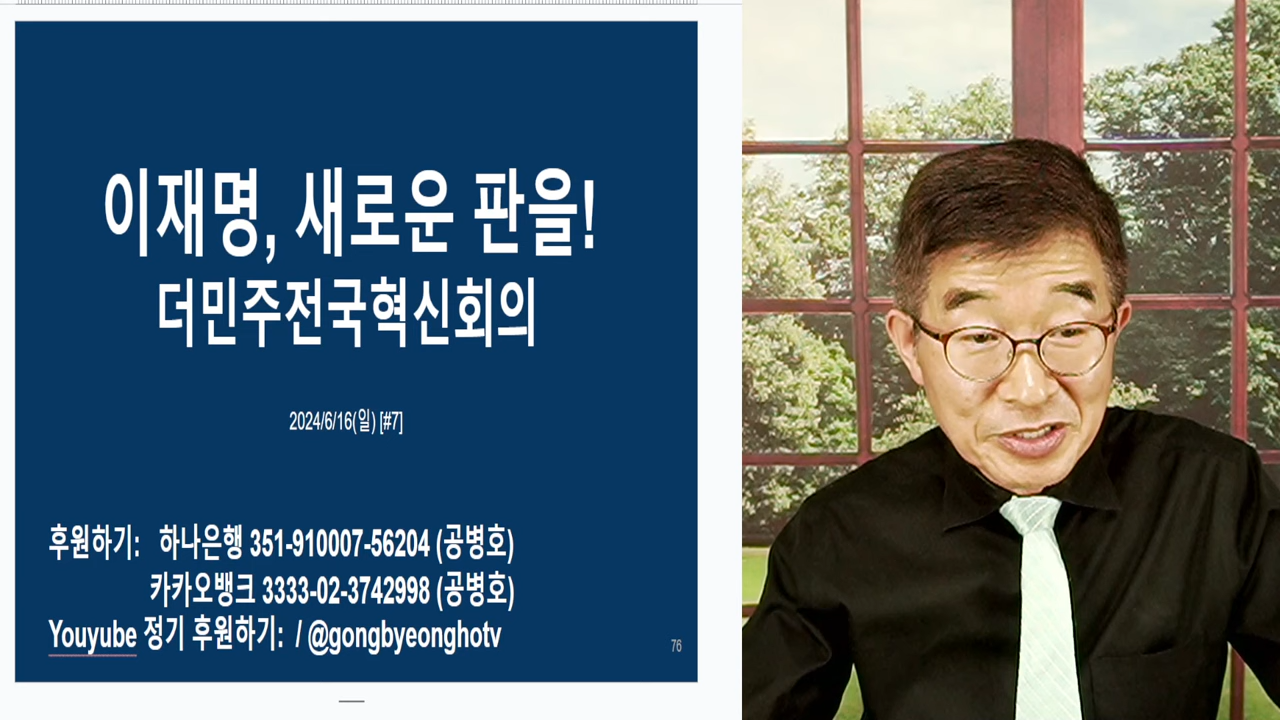 이재명, 새로운 판을!
더민주전국혁신회의
2024/6/16(일) [#7]
후원하기: 하나은행 351-910007-56204 (공병호)
카카오뱅크 3333-02-3742998 (공병호)
Youyube 정기 후원하기: / @gongbyeonghotv
76